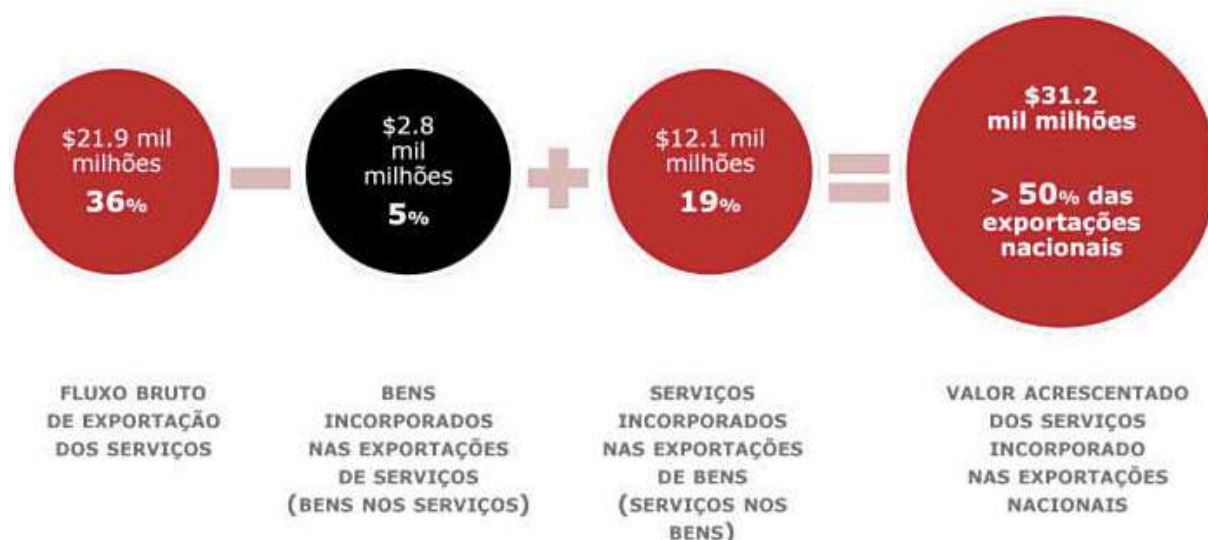 $21.9 mil
milhões
36%
$2.8
mil
milhões
5%
$12.1 mil
milhões
19%
$31.2
mil milhões
> 50% das
exportações
nacionais
FLUXO BRUTO
DE EXPORTAÇÃO
DOS SERVIÇOS
BENS
INCORPORADOS
NAS EXPORTAÇÕES
DE SERVIÇOS
(BENS NOS SERVIÇOS)
SERVIÇOS
INCORPORADOS
NAS EXPORTAÇÕES
DE BENS
(SERVIÇOS NOS
BENS)
VALOR ACRESCENTADO
DOS SERVIÇOS
INCORPORADO
NAS EXPORTAÇÕES
NACIONAIS